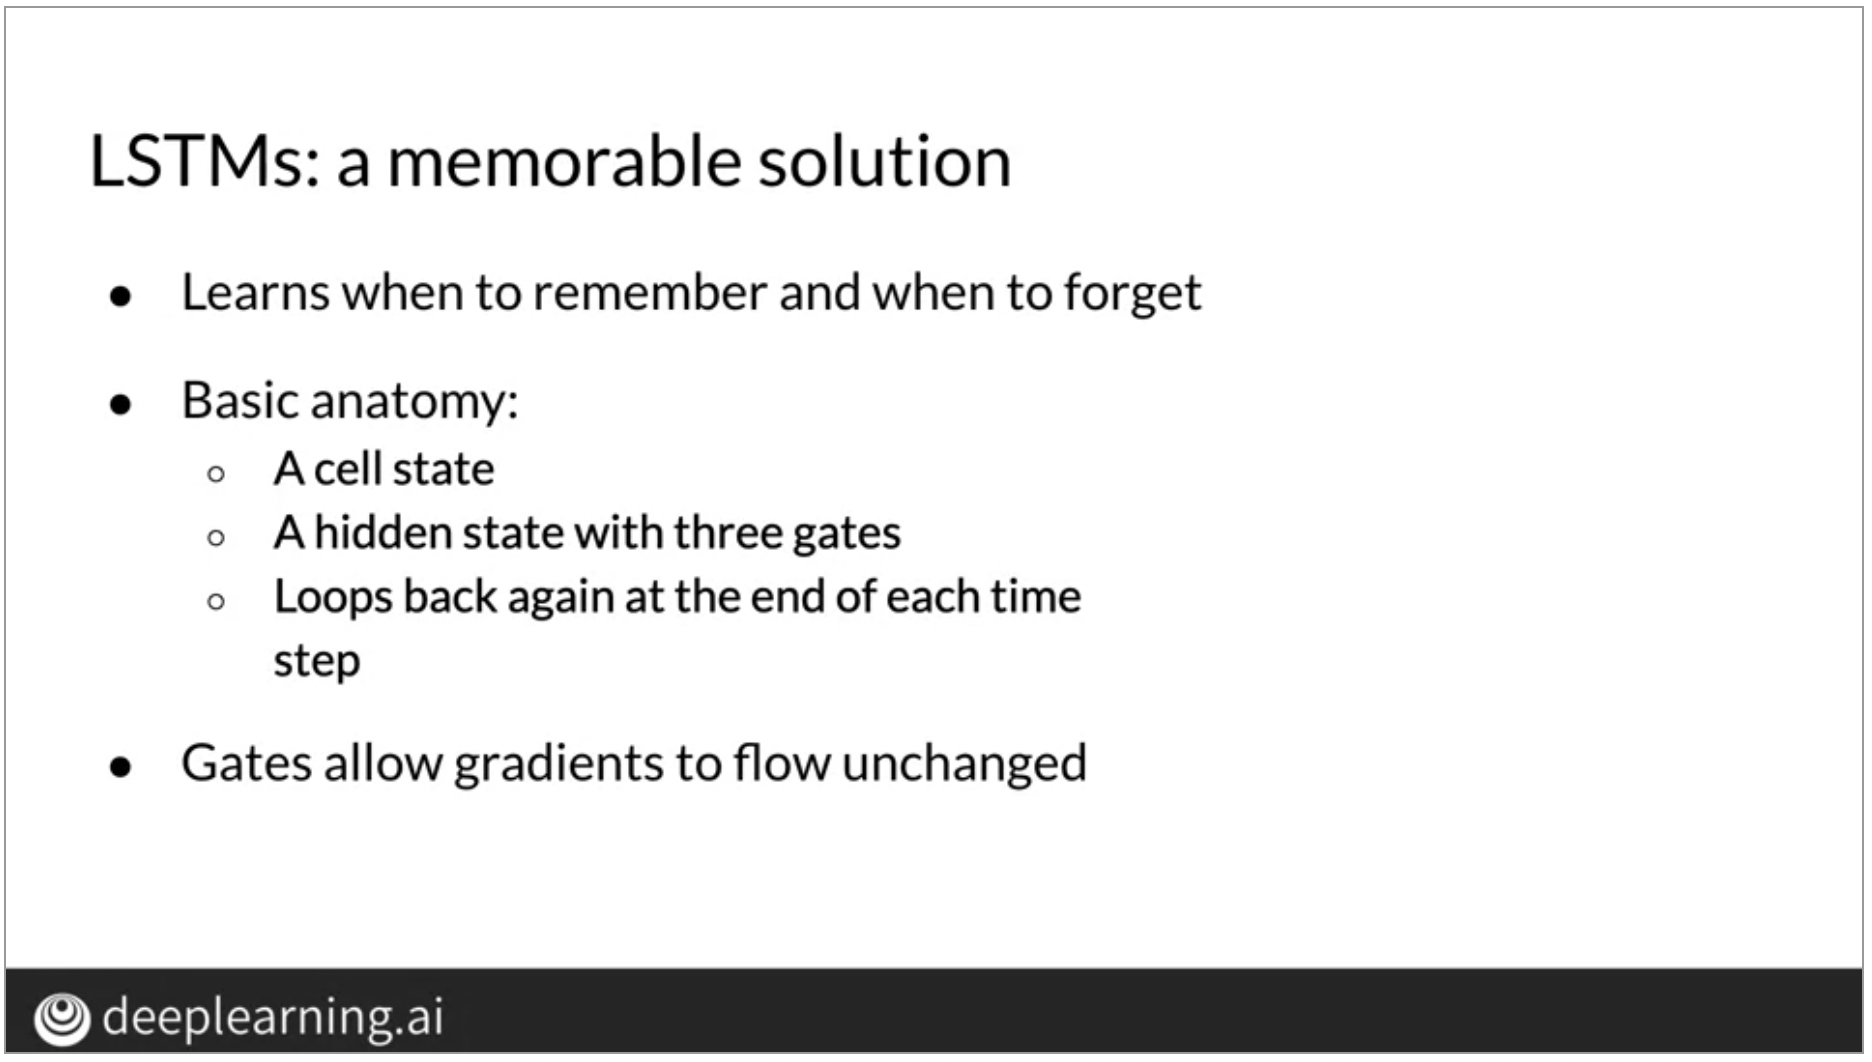 LSTMs: a memorable solution
● Learns when to remember and when to forget
● Basic anatomy:
○ A cell state
○ A hidden state with three gates
○ Loops back again at the end of each time
step
● Gates allow gradients to flow unchanged
deeplearning.ai